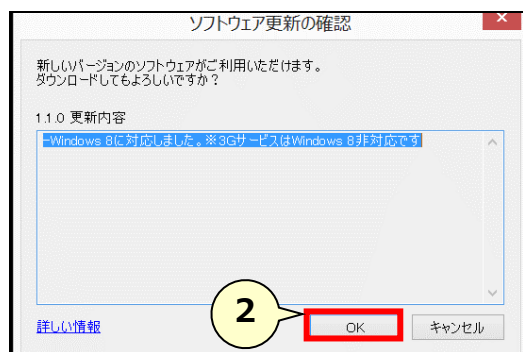 ソフトウェア更新の確認
×
新しいバージョンのソフトウェアがご利用いただけます。
ダウンロードしてもよろしいですか?
1.1.0 更新内容
-Windows 8に対応しました。※3GサービスはWindows 8非対応です
2
詳しい情報
OK
キャンセル